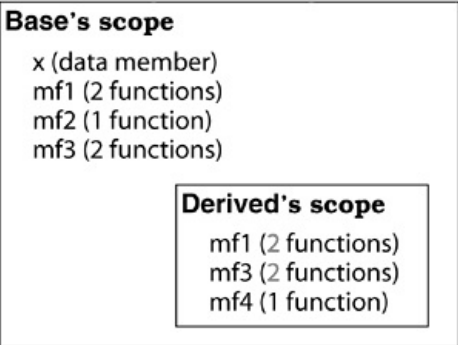 Base's scope
x (data member)
mf1 (2 functions)
mf2 (1 function)
mf3 (2 functions)
Derived's scope
mf1 (2 functions)
mf3 (2 functions)
mf4 (1 function)